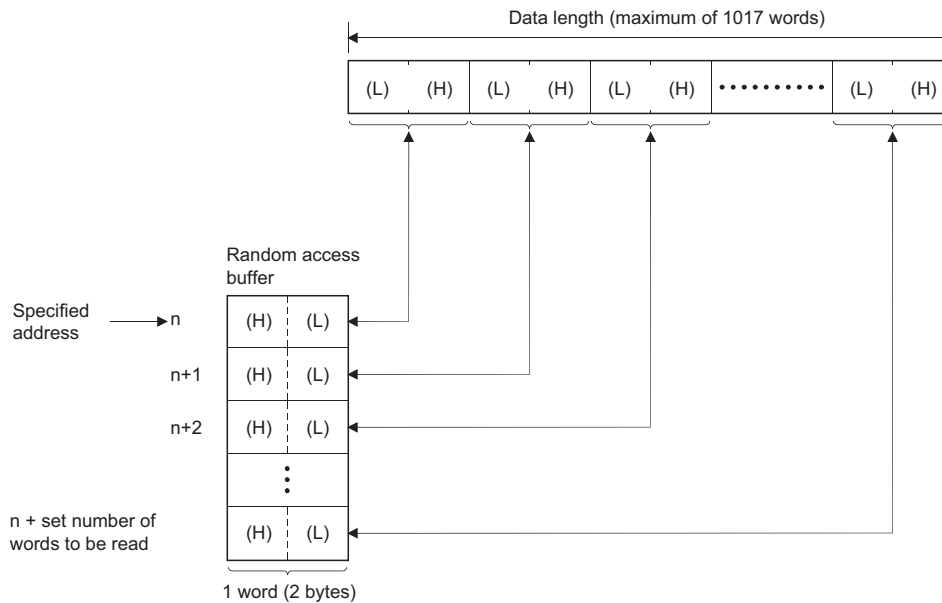 Data length (maximum of 1017 words)
(L) (H) (L) (H) (L) (H) (L) (H)
Random access
buffer
Specified
address
n (H) (L)
n+1 (H) (L)
n+2 (H) (L)
n + set number of
words to be read
(H) (L)
1 word (2 bytes)